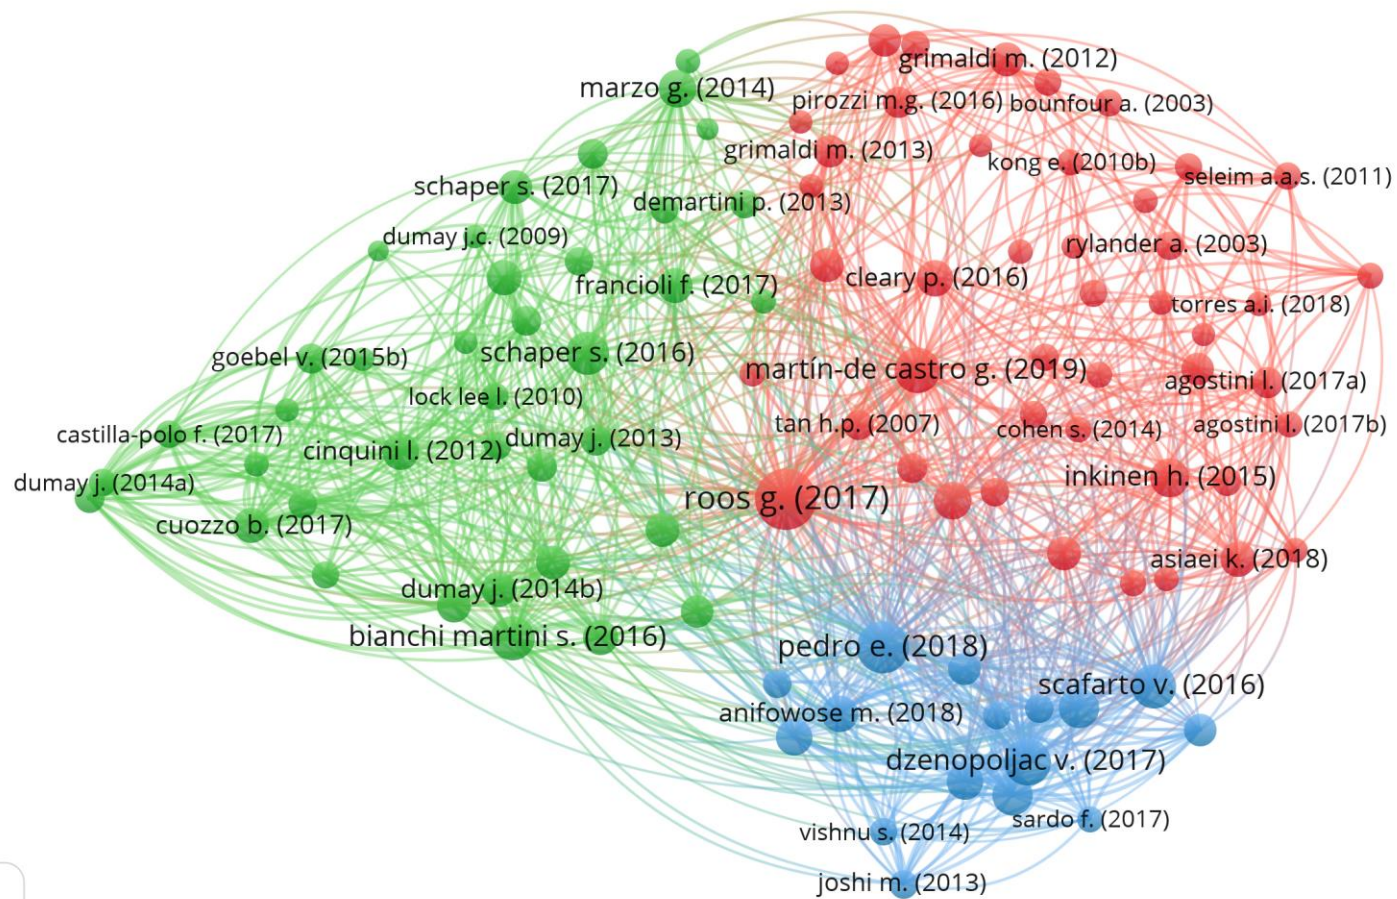 grimaldi m. (2012)
marzo g. (2014)
pirozzi m.g. (2016)
bounfour a. (2003)
grimaldi m. (2013)
kong e. (2010b)
seleim a.a.s. (2011)
schaper s. (2017)
demartini p. (2013)
dumay j.c. (2009)
rylander a. (2003)
cleary p. (2016)
francioli f. (2017)
torres a.i. (2018)
goebel v. (2015b)
schaper s. (2016)
martín-de castro g. (2019)
agostini l. (2017a)
lock lee l. (2010)
tan h.p. (2007)
cohen s. (2014)
agostini l. (2017b)
castilla-polo f. (2017)
cinquini l. (2012)
dumay j. (2013)
dumay j. (2014a)
inkinen h. (2015)
roos g. (2017)
cuozzo b. (2017)
asiaei k. (2018)
dumay j. (2014b)
bianchi martini s. (2016)
pedro e. (2018)
scafarto v. (2016)
anifowose m. (2018)
dzenopoljac v. (2017)
sardo f. (2017)
vishnu s. (2014)
joshi m. (2013)